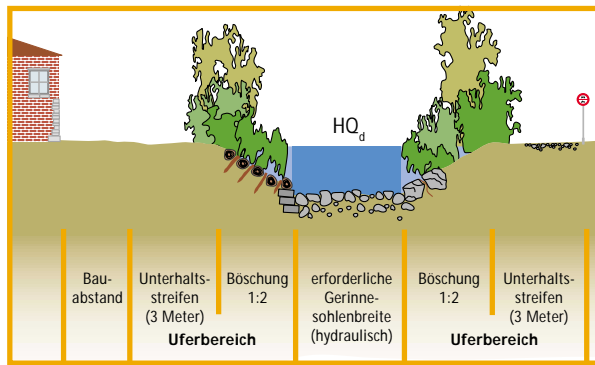 HQd
Bau-
abstand
Unterhalts-
streifen
(3 Meter)
Böschung
1:2
Uferbereich
erforderliche
Gerinne-
sohlenbreite
(hydraulisch)
Böschung
1:2
Unterhalts-
streifen
(3 Meter)
Uferbereich